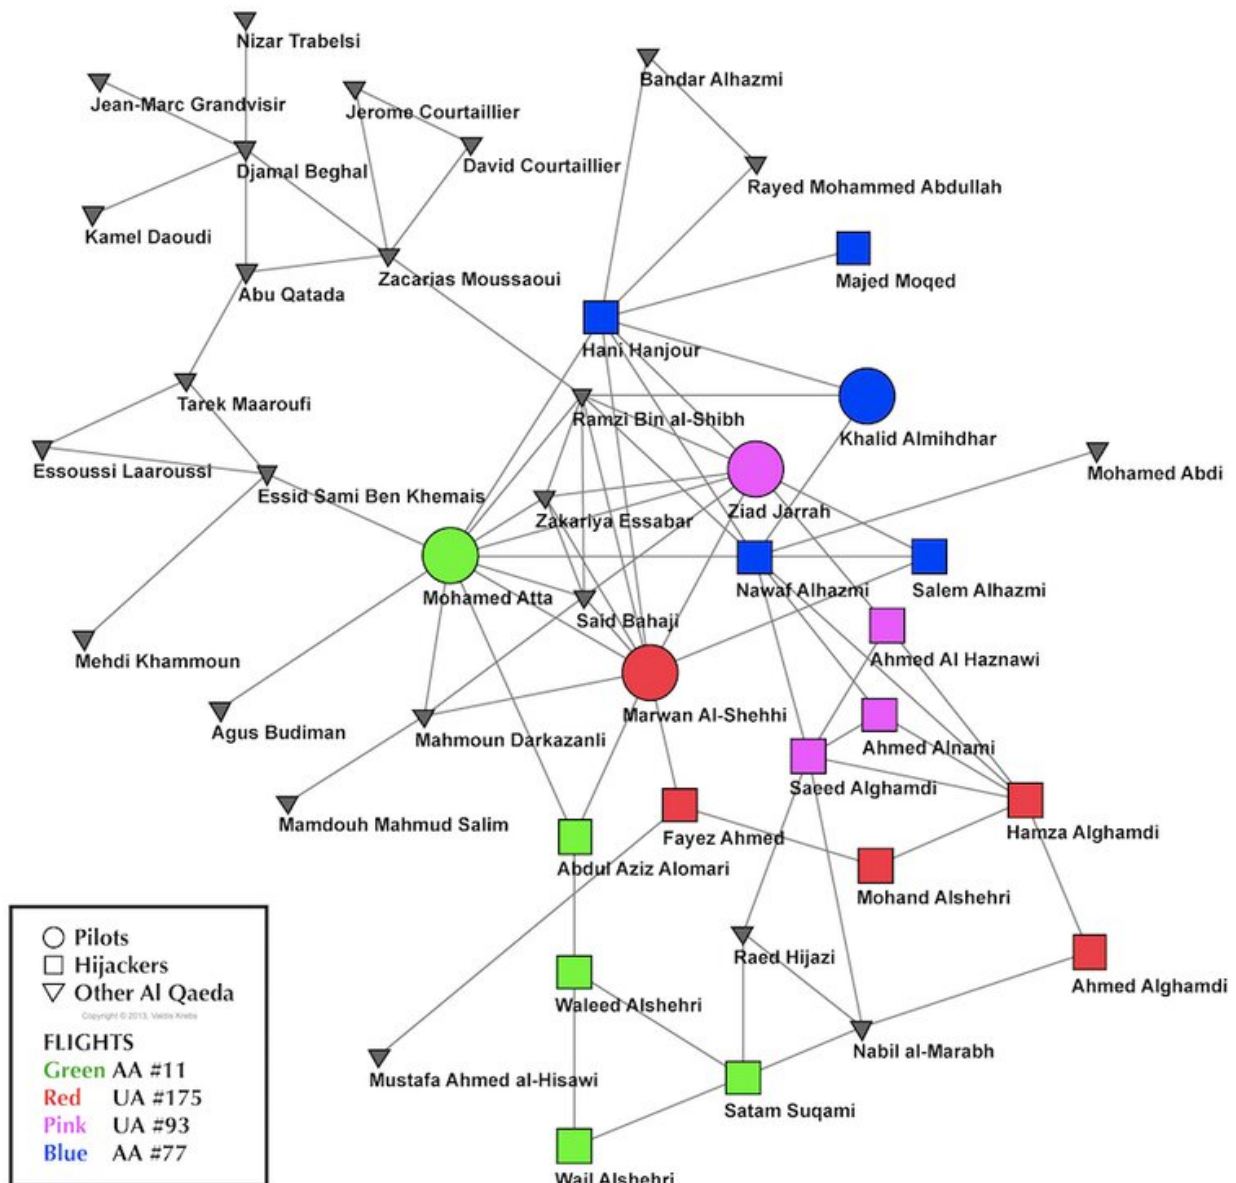 Nizar Trabelsi
Bandar Alhazmi
Jean-Marc Grandvisir
Jerome Courtaillier
David Courtaillier
Djamal Beghal
Rayed Mohammed Abdullah
Kamel Daoudi
Zacarias Moussaoui
Majed Moqed
Abu Qatada
Hani Hanjour
Tarek Maaroufi
Ramzi Bin al-Shibh
Khalid Almihdhar
Essoussi Laaroussi
Mohamed Abdi
Essid Sami Ben Khemais
Ziad Jarrah
Zakariya Essabar
Mohamed Atta
Nawaf Alhazmi
Salem Alhazmi
Said Bahaji
Mehdi Khammoun
Ahmed Al Haznawi
Marwan Al-Shehhi
Agus Budiman
Mahmoun Darkazanli
Ahmed Alnami
Saeed Alghamdi
Mamdouh Mahmud Salim
Fayez Ahmed
Hamza Alghamdi
Abdul Aziz Alomari
Mohand Alshehri
Raed Hijazi
Ahmed Alghamdi
Waleed Alshehri
Nabil al-Marabh
Mustafa Ahmed al-Hisawi
Satam Suqami
Wail Alshehri
Pilots
Hijackers
Other Al Qaeda
Copyright © 2013, Valdis Krebs
FLIGHTS
Green AA #11
Red UA #175
Pink UA #93
Blue AA #77